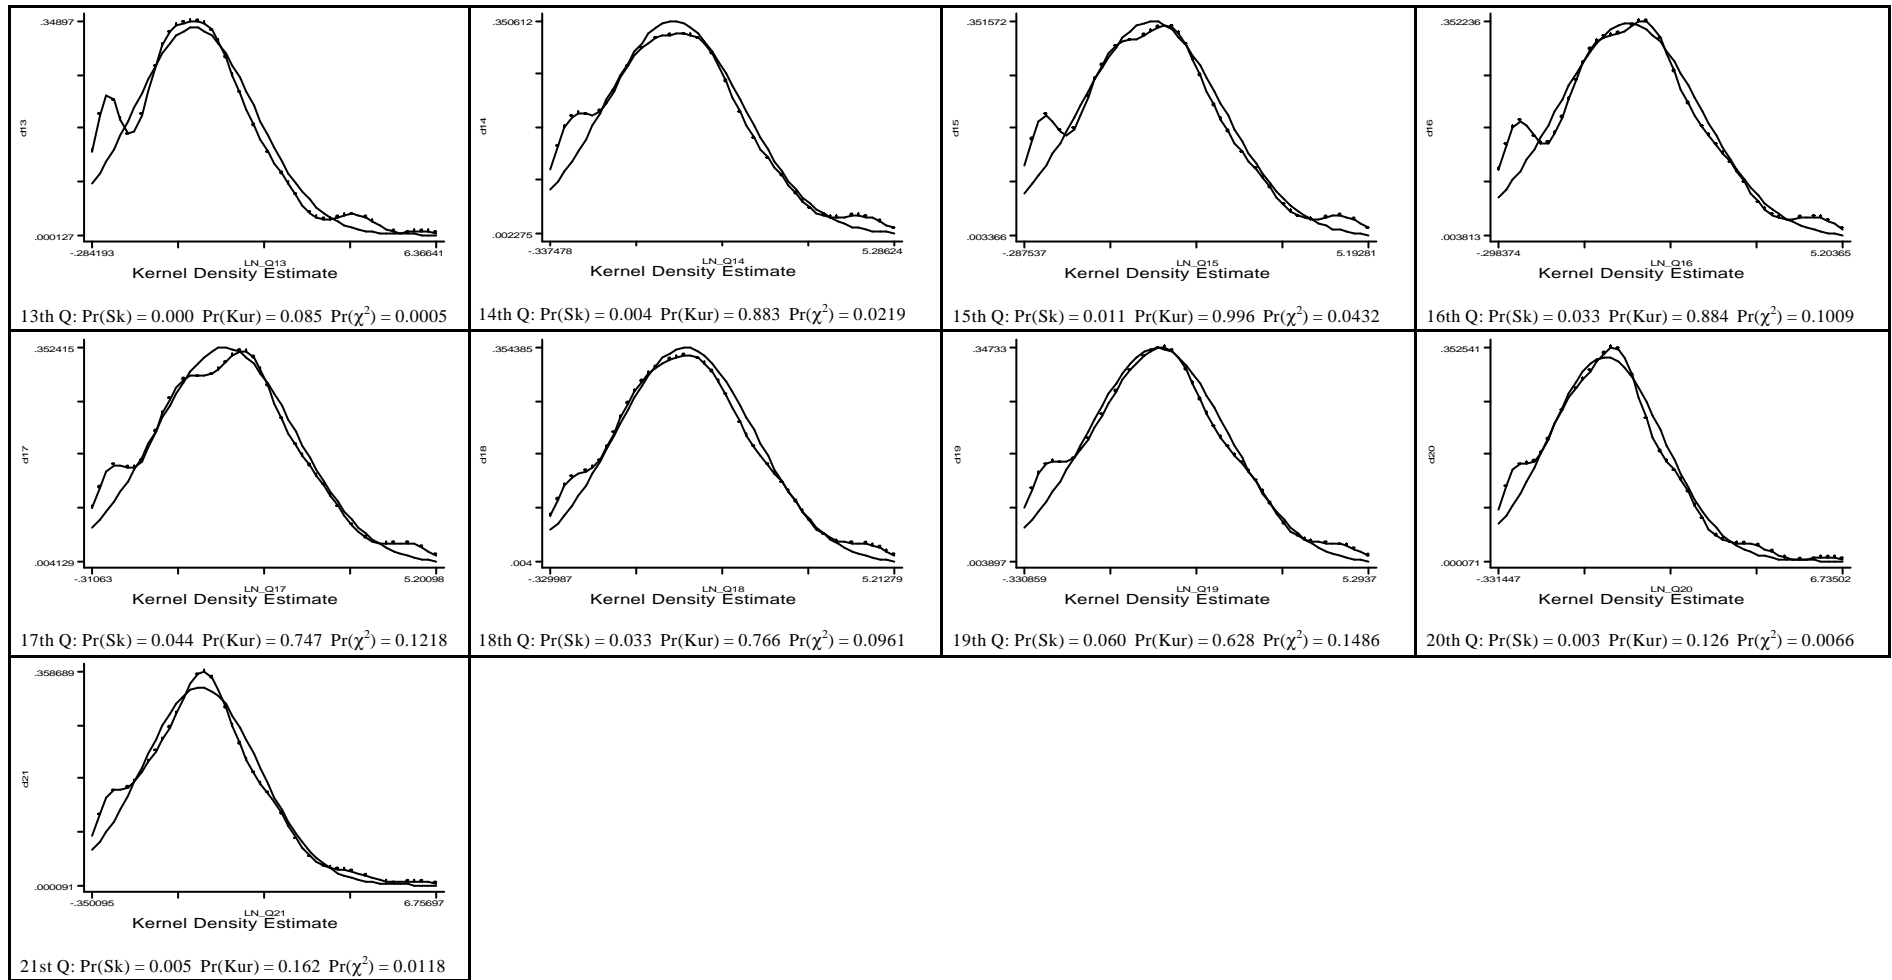 .34897
d13
.000127
-.284193
6.36641
LN_Q13
Kernel Density Estimate
13th Q: Pr(Sk) = 0.000 Pr(Kur) = 0.085 Pr(χ²) = 0.0005
.350612
d14
.002275
-.337478
5.28624
LN_Q14
Kernel Density Estimate
14th Q: Pr(Sk) = 0.004 Pr(Kur) = 0.883 Pr(χ²) = 0.0219
.351572
d15
.003366
-.287537
5.19281
LN_Q15
Kernel Density Estimate
15th Q: Pr(Sk) = 0.011 Pr(Kur) = 0.996 Pr(χ²) = 0.0432
.352236
d16
.003813
-.298374
5.20365
LN_Q16
Kernel Density Estimate
16th Q: Pr(Sk) = 0.033 Pr(Kur) = 0.884 Pr(χ²) = 0.1009
.352415
d17
.004129
-.31063
5.20098
LN_Q17
Kernel Density Estimate
17th Q: Pr(Sk) = 0.044 Pr(Kur) = 0.747 Pr(χ²) = 0.1218
.354385
d18
.004
-.329987
5.21279
LN_Q18
Kernel Density Estimate
18th Q: Pr(Sk) = 0.033 Pr(Kur) = 0.766 Pr(χ²) = 0.0961
.34733
d19
.003897
-.330859
5.2937
LN_Q19
Kernel Density Estimate
19th Q: Pr(Sk) = 0.060 Pr(Kur) = 0.628 Pr(χ²) = 0.1486
.352541
d20
.000071
-.331447
6.73502
LN_Q20
Kernel Density Estimate
20th Q: Pr(Sk) = 0.003 Pr(Kur) = 0.126 Pr(χ²) = 0.0066
.358689
d21
.000091
-.350095
6.75697
LN_Q21
Kernel Density Estimate
21st Q: Pr(Sk) = 0.005 Pr(Kur) = 0.162 Pr(χ²) = 0.0118